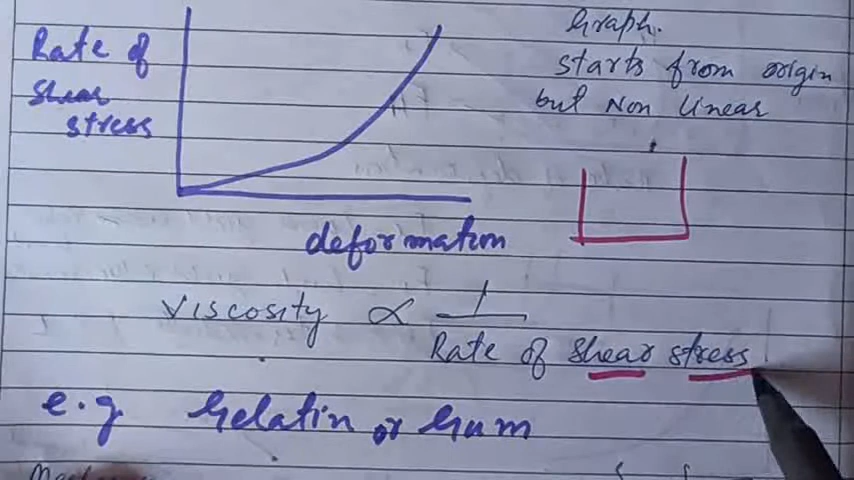 Graph.
starts from origin
but Non linear
Rate of
shear
stress
deformation
Viscosity ∝ 1
Rate of shear stress
e.g Gelatin or Gum